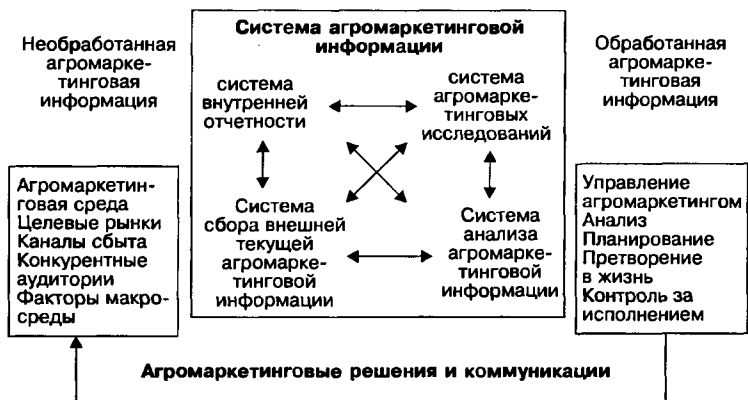 Необработанная
агромарке-
тинговая
информация
Система агромаркетинговой
информации
система
внутренней
отчетности
система
агромарке-
тинговых
исследований
Система
сбора внешней
текущей
агромарке-
тинговой
информации
Система
анализа
агромарке-
тинговой
информации
Обработанная
агромарке-
тинговая
информация
Агромаркетин-
говая среда
Целевые рынки
Каналы сбыта
Конкурентные
аудитории
Факторы макро-
среды
Управление
агромаркетингом
Анализ
Планирование
Претворение
в жизнь
Контроль за
исполнением
Агромаркетинговые решения и коммуникации